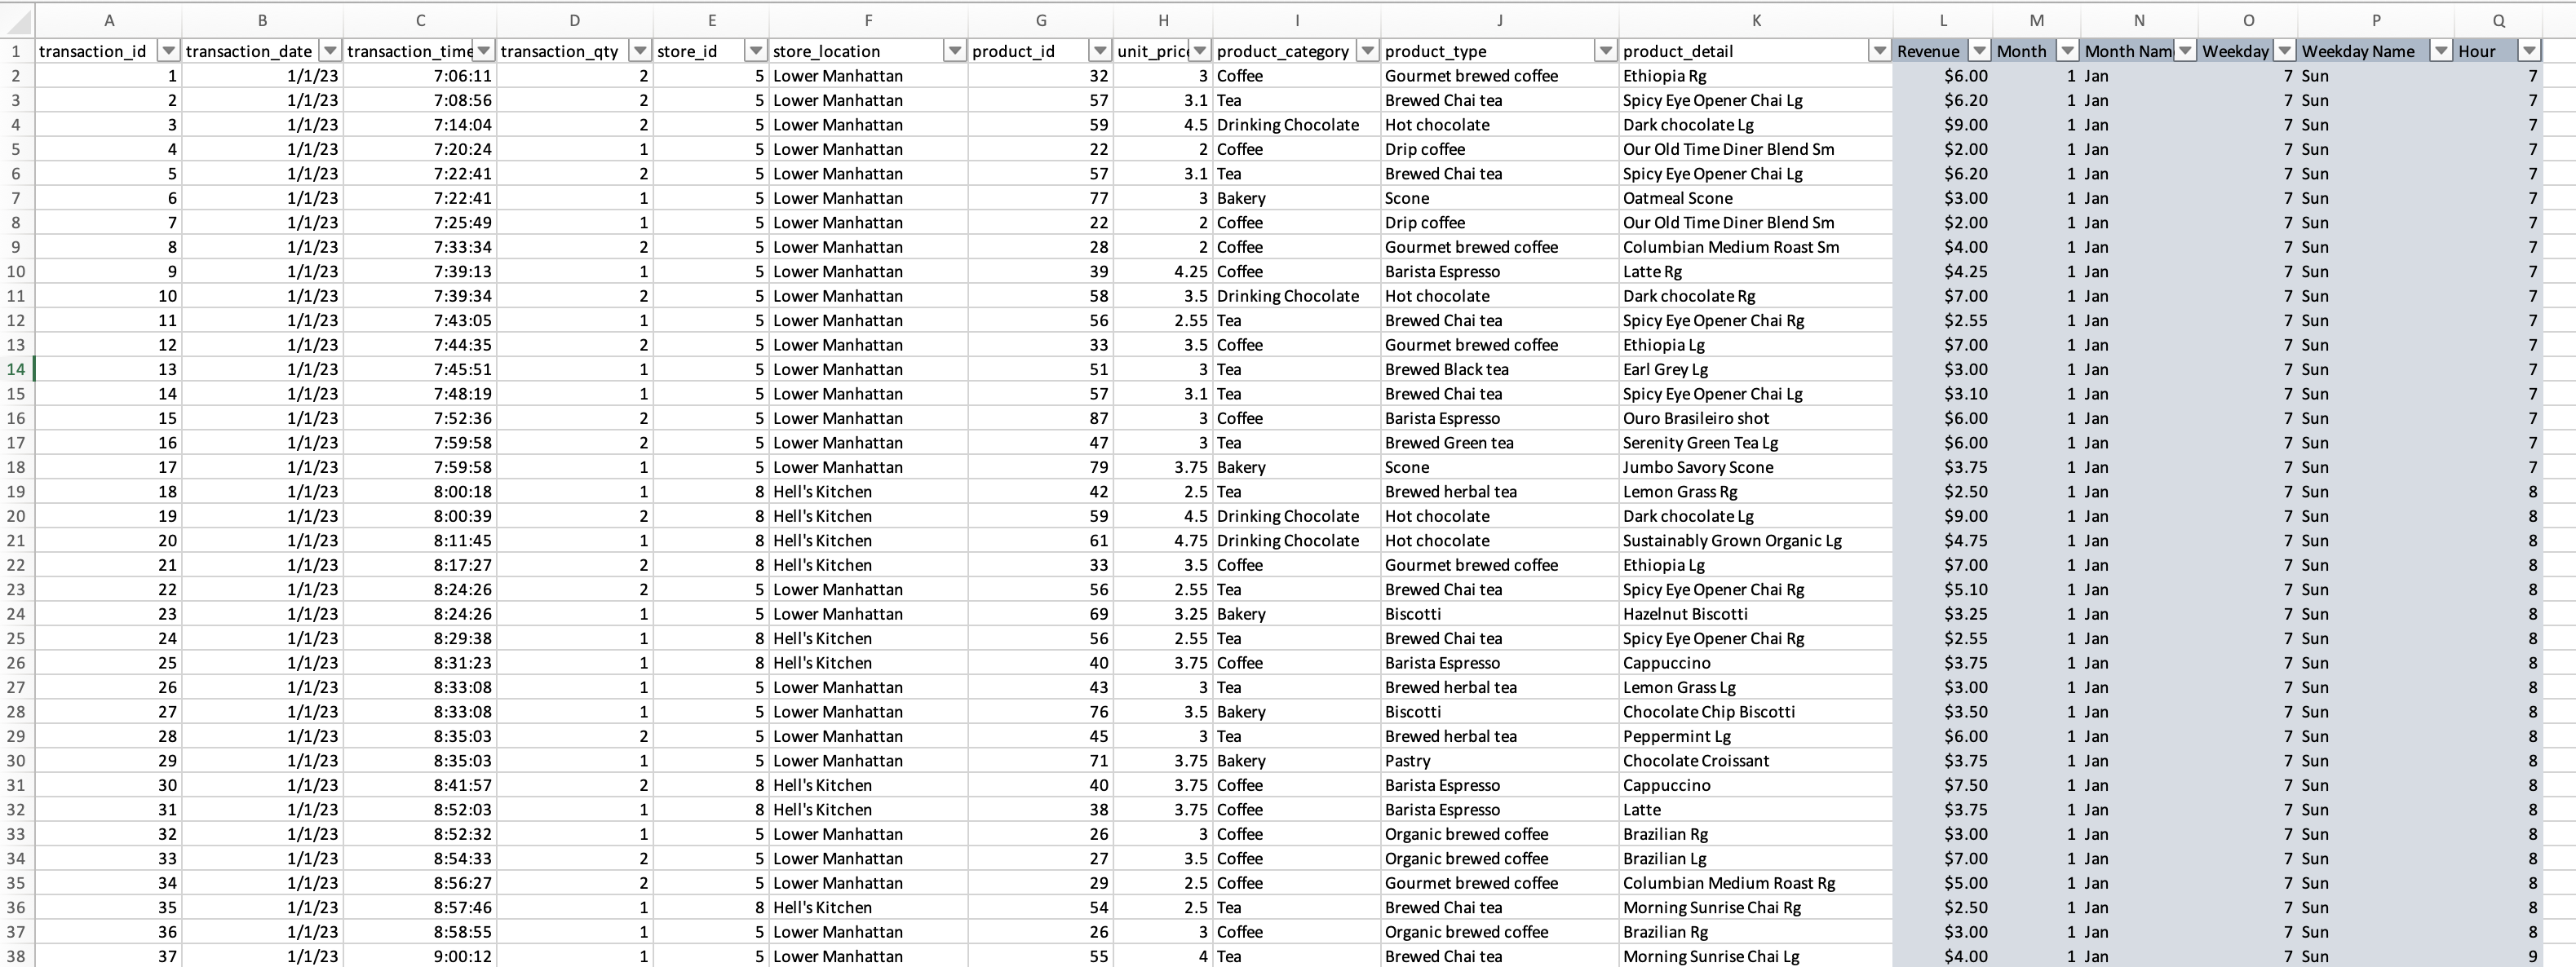 A B C D E F G H I J K L M N O P Q
1 transaction_id transaction_date transaction_time transaction_qty store_id store_location product_id unit_price product_category product_type product_detail Revenue Month Month Nam Weekday Weekday Name Hour
2 1 1/1/23 7:06:11 2 5 Lower Manhattan 32 3 Coffee Gourmet brewed coffee Ethiopia Rg $6.00 1 Jan 7 Sun 7
3 2 1/1/23 7:08:56 2 5 Lower Manhattan 57 3.1 Tea Brewed Chai tea Spicy Eye Opener Chai Lg $6.20 1 Jan 7 Sun 7
4 3 1/1/23 7:14:04 2 5 Lower Manhattan 59 4.5 Drinking Chocolate Hot chocolate Dark chocolate Lg $9.00 1 Jan 7 Sun 7
5 4 1/1/23 7:20:24 1 5 Lower Manhattan 22 2 Coffee Drip coffee Our Old Time Diner Blend Sm $2.00 1 Jan 7 Sun 7
6 5 1/1/23 7:22:41 2 5 Lower Manhattan 57 3.1 Tea Brewed Chai tea Spicy Eye Opener Chai Lg $6.20 1 Jan 7 Sun 7
7 6 1/1/23 7:22:41 1 5 Lower Manhattan 77 3 Bakery Scone Oatmeal Scone $3.00 1 Jan 7 Sun 7
8 7 1/1/23 7:25:49 1 5 Lower Manhattan 22 2 Coffee Drip coffee Our Old Time Diner Blend Sm $2.00 1 Jan 7 Sun 7
9 8 1/1/23 7:33:34 2 5 Lower Manhattan 28 2 Coffee Gourmet brewed coffee Columbian Medium Roast Sm $4.00 1 Jan 7 Sun 7
10 9 1/1/23 7:39:13 1 5 Lower Manhattan 39 4.25 Coffee Barista Espresso Latte Rg $4.25 1 Jan 7 Sun 7
11 10 1/1/23 7:39:34 2 5 Lower Manhattan 58 3.5 Drinking Chocolate Hot chocolate Dark chocolate Rg $7.00 1 Jan 7 Sun 7
12 11 1/1/23 7:43:05 1 5 Lower Manhattan 56 2.55 Tea Brewed Chai tea Spicy Eye Opener Chai Rg $2.55 1 Jan 7 Sun 7
13 12 1/1/23 7:44:35 2 5 Lower Manhattan 33 3.5 Coffee Gourmet brewed coffee Ethiopia Lg $7.00 1 Jan 7 Sun 7
14 13 1/1/23 7:45:51 1 5 Lower Manhattan 51 3 Tea Brewed Black tea Earl Grey Lg $3.00 1 Jan 7 Sun 7
15 14 1/1/23 7:48:19 1 5 Lower Manhattan 57 3.1 Tea Brewed Chai tea Spicy Eye Opener Chai Lg $3.10 1 Jan 7 Sun 7
16 15 1/1/23 7:52:36 2 5 Lower Manhattan 87 3 Coffee Barista Espresso Ouro Brasileiro shot $6.00 1 Jan 7 Sun 7
17 16 1/1/23 7:59:58 2 5 Lower Manhattan 47 3 Tea Brewed Green tea Serenity Green Tea Lg $6.00 1 Jan 7 Sun 7
18 17 1/1/23 7:59:58 1 5 Lower Manhattan 79 3.75 Bakery Scone Jumbo Savory Scone $3.75 1 Jan 7 Sun 7
19 18 1/1/23 8:00:18 1 8 Hell's Kitchen 42 2.5 Tea Brewed herbal tea Lemon Grass Rg $2.50 1 Jan 7 Sun 8
20 19 1/1/23 8:00:39 2 8 Hell's Kitchen 59 4.5 Drinking Chocolate Hot chocolate Dark chocolate Lg $9.00 1 Jan 7 Sun 8
21 20 1/1/23 8:11:45 1 8 Hell's Kitchen 61 4.75 Drinking Chocolate Hot chocolate Sustainably Grown Organic Lg $4.75 1 Jan 7 Sun 8
22 21 1/1/23 8:17:27 2 8 Hell's Kitchen 33 3.5 Coffee Gourmet brewed coffee Ethiopia Lg $7.00 1 Jan 7 Sun 8
23 22 1/1/23 8:24:26 2 5 Lower Manhattan 56 2.55 Tea Brewed Chai tea Spicy Eye Opener Chai Rg $5.10 1 Jan 7 Sun 8
24 23 1/1/23 8:24:26 1 5 Lower Manhattan 69 3.25 Bakery Biscotti Hazelnut Biscotti $3.25 1 Jan 7 Sun 8
25 24 1/1/23 8:29:38 1 8 Hell's Kitchen 56 2.55 Tea Brewed Chai tea Spicy Eye Opener Chai Rg $2.55 1 Jan 7 Sun 8
26 25 1/1/23 8:31:23 1 8 Hell's Kitchen 40 3.75 Coffee Barista Espresso Cappuccino $3.75 1 Jan 7 Sun 8
27 26 1/1/23 8:33:08 1 5 Lower Manhattan 43 3 Tea Brewed herbal tea Lemon Grass Lg $3.00 1 Jan 7 Sun 8
28 27 1/1/23 8:33:08 1 5 Lower Manhattan 76 3.5 Bakery Biscotti Chocolate Chip Biscotti $3.50 1 Jan 7 Sun 8
29 28 1/1/23 8:35:03 2 5 Lower Manhattan 45 3 Tea Brewed herbal tea Peppermint Lg $6.00 1 Jan 7 Sun 8
30 29 1/1/23 8:35:03 1 5 Lower Manhattan 71 3.75 Bakery Pastry Chocolate Croissant $3.75 1 Jan 7 Sun 8
31 30 1/1/23 8:41:57 2 8 Hell's Kitchen 40 3.75 Coffee Barista Espresso Cappuccino $7.50 1 Jan 7 Sun 8
32 31 1/1/23 8:52:03 1 8 Hell's Kitchen 38 3.75 Coffee Barista Espresso Latte $3.75 1 Jan 7 Sun 8
33 32 1/1/23 8:52:32 1 5 Lower Manhattan 26 3 Coffee Organic brewed coffee Brazilian Rg $3.00 1 Jan 7 Sun 8
34 33 1/1/23 8:54:33 2 5 Lower Manhattan 27 3.5 Coffee Organic brewed coffee Brazilian Lg $7.00 1 Jan 7 Sun 8
35 34 1/1/23 8:56:27 2 5 Lower Manhattan 29 2.5 Coffee Gourmet brewed coffee Columbian Medium Roast Rg $5.00 1 Jan 7 Sun 8
36 35 1/1/23 8:57:46 1 8 Hell's Kitchen 54 2.5 Tea Brewed Chai tea Morning Sunrise Chai Rg $2.50 1 Jan 7 Sun 8
37 36 1/1/23 8:58:55 1 5 Lower Manhattan 26 3 Coffee Organic brewed coffee Brazilian Rg $3.00 1 Jan 7 Sun 8
38 37 1/1/23 9:00:12 1 5 Lower Manhattan 55 4 Tea Brewed Chai tea Morning Sunrise Chai Lg $4.00 1 Jan 7 Sun 9